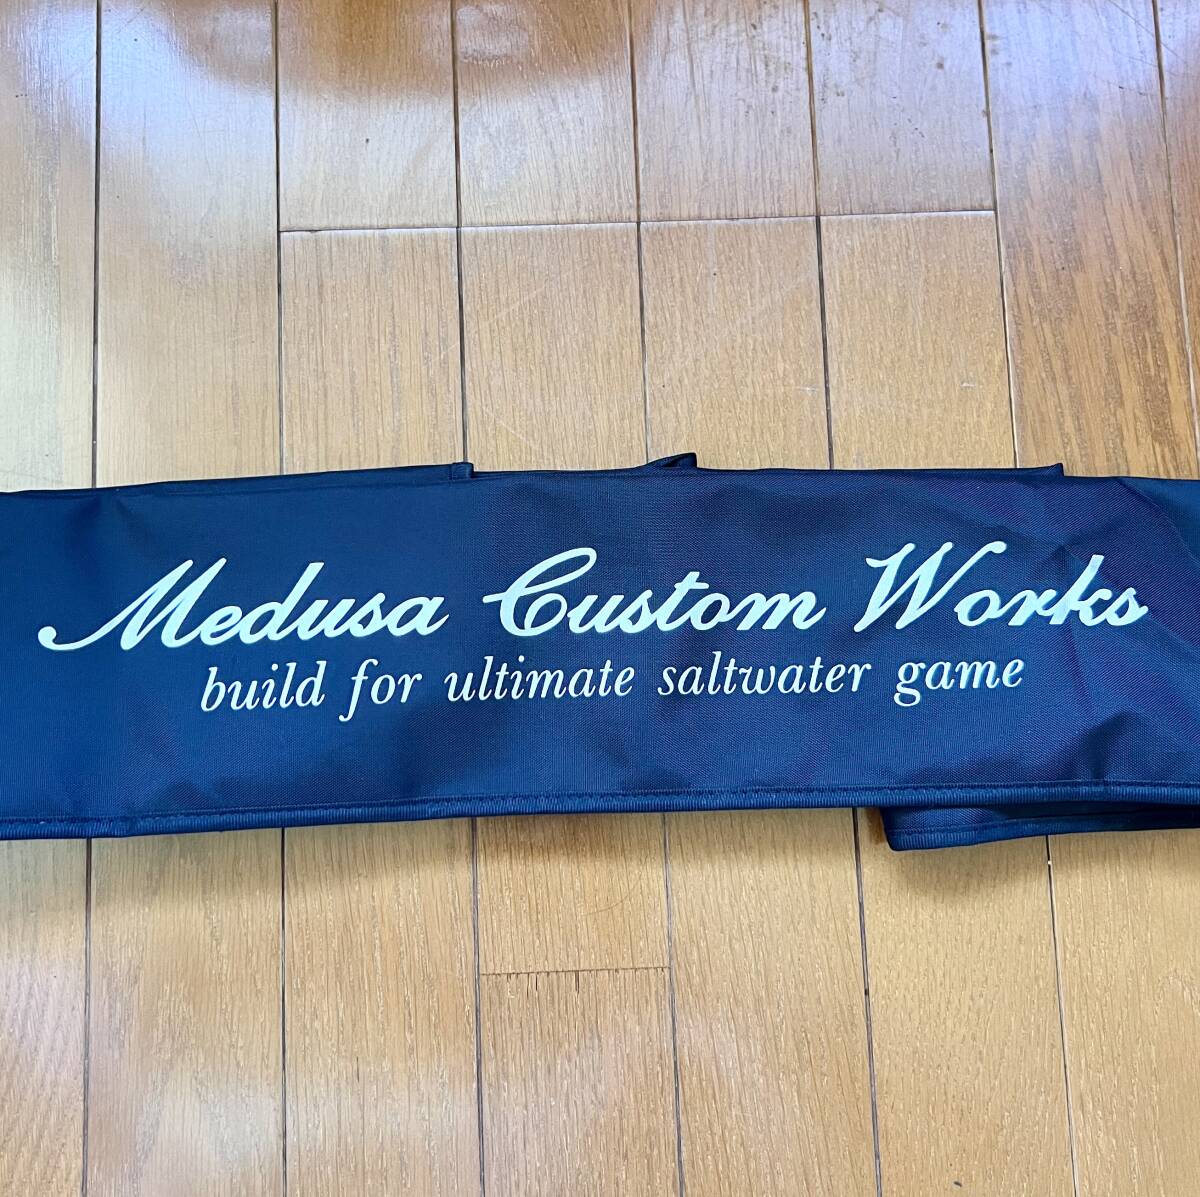 Medusa Custom Works
build for ultimate saltwater game